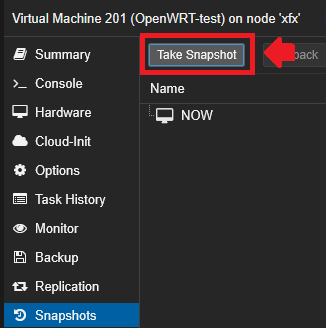 Virtual Machine 201 (OpenWRT-test) on node 'xfx'
Summary
Take Snapshot
back
Console
Name
Hardware
NOW
Cloud-Init
Options
Task History
Monitor
Backup
Replication
Snapshots